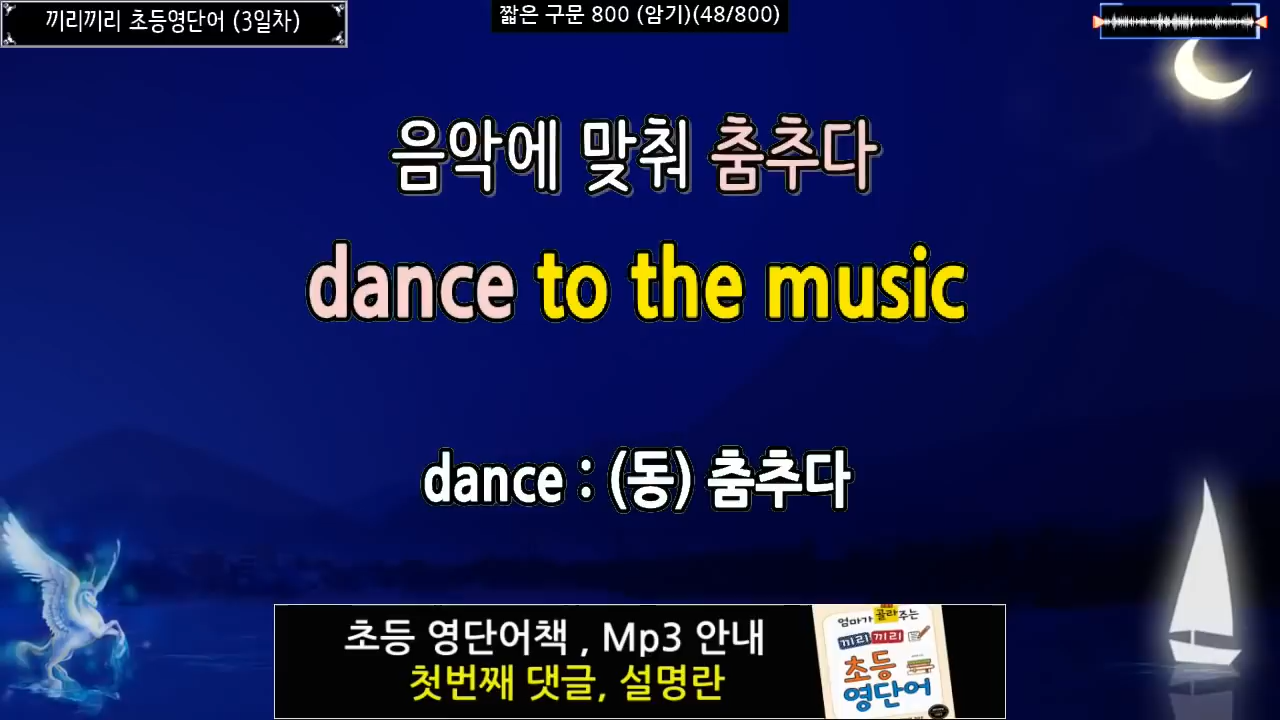 끼리끼리 초등영단어 (3일차)
짧은 구문 800 (암기)(48/800)
음악에 맞춰 춤추다
dance to the music
dance : (동) 춤추다
초등 영단어책 , Mp3 안내
첫번째 댓글, 설명란
엄마가 골라주는
끼리끼리
초등
영단어